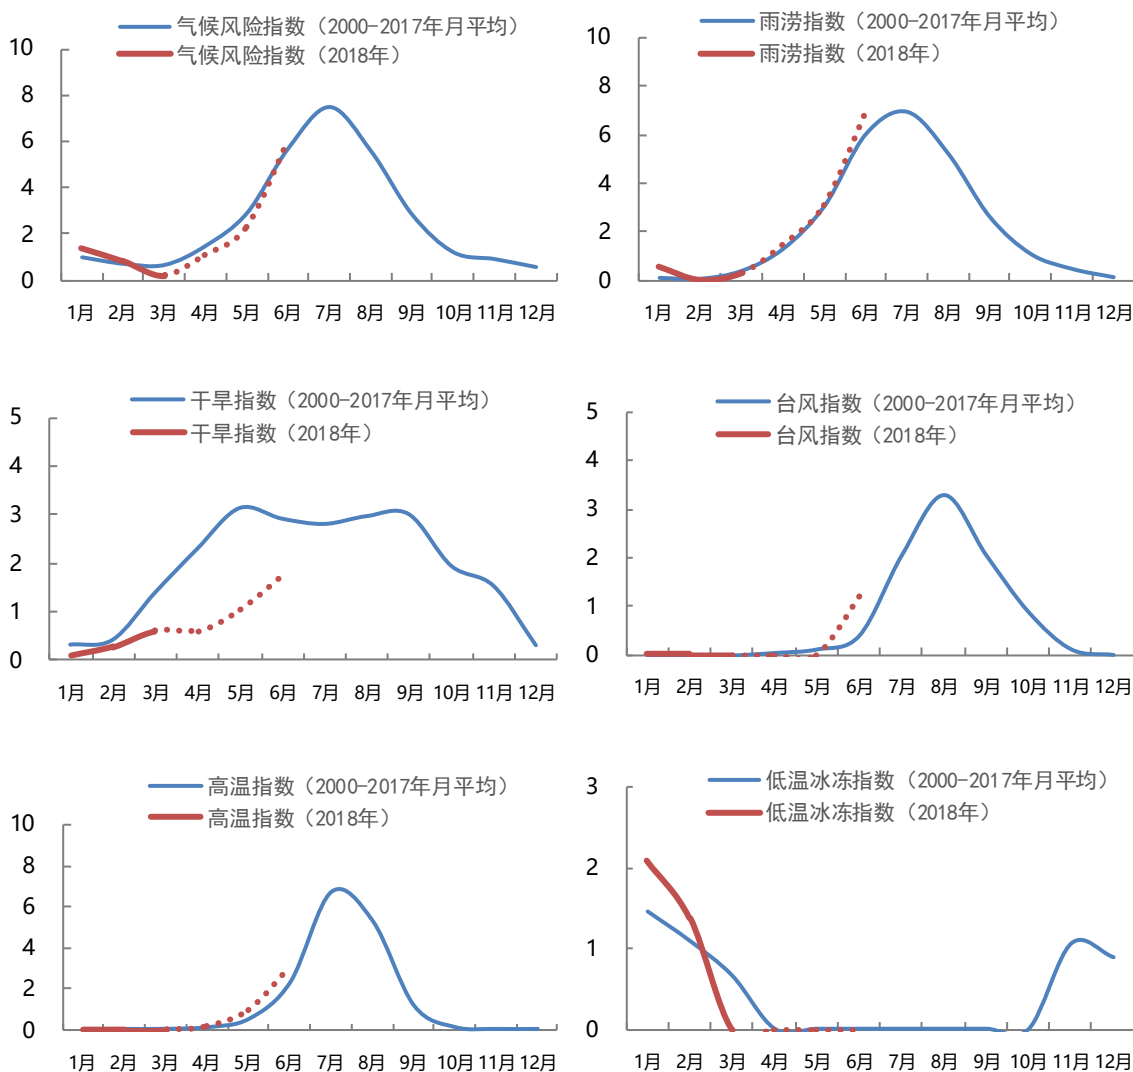 气候风险指数（2000-2017年月平均）
气候风险指数（2018年）
10
8
6
4
2
0
1月 2月 3月 4月 5月 6月 7月 8月 9月 10月 11月 12月
雨涝指数（2000-2017年月平均）
雨涝指数（2018年）
10
8
6
4
2
0
1月 2月 3月 4月 5月 6月 7月 8月 9月 10月 11月 12月
干旱指数（2000-2017年月平均）
干旱指数（2018年）
5
4
3
2
1
0
1月 2月 3月 4月 5月 6月 7月 8月 9月 10月 11月 12月
台风指数（2000-2017年月平均）
台风指数（2018年）
5
4
3
2
1
0
1月 2月 3月 4月 5月 6月 7月 8月 9月 10月 11月 12月
高温指数（2000-2017年月平均）
高温指数（2018年）
10
8
6
4
2
0
1月 2月 3月 4月 5月 6月 7月 8月 9月 10月 11月 12月
低温冰冻指数（2000-2017年月平均）
低温冰冻指数（2018年）
3
2
1
0
1月 2月 3月 4月 5月 6月 7月 8月 9月 10月 11月 12月